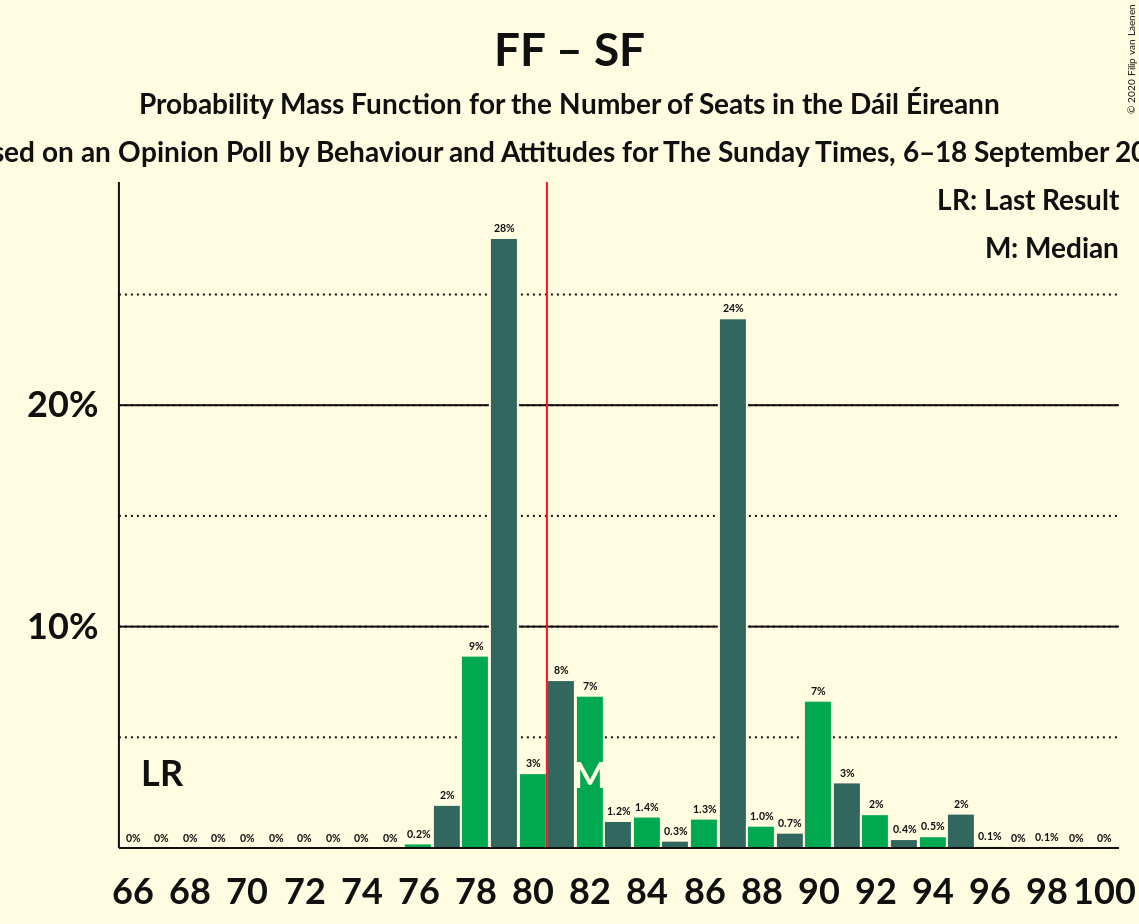 FF – SF
Probability Mass Function for the Number of Seats in the Dáil Éireann
on an Opinion Poll by Behaviour and Attitudes for The Sunday Times, 6–18 September
© 2020 Filip van Laenen
LR: Last Result
M: Median
20%
10%
28%
24%
9%
8%
7%
7%
3%
3%
2%
2%
2%
0% 0% 0% 0% 0% 0% 0% 0% 0% 0% 0.2%
1.2% 1.4% 0.3% 1.3% 1.0% 0.7% 0.4% 0.5% 0.1% 0% 0.1% 0% 0%
LR
M
66 68 70 72 74 76 78 80 82 84 86 88 90 92 94 96 98 100